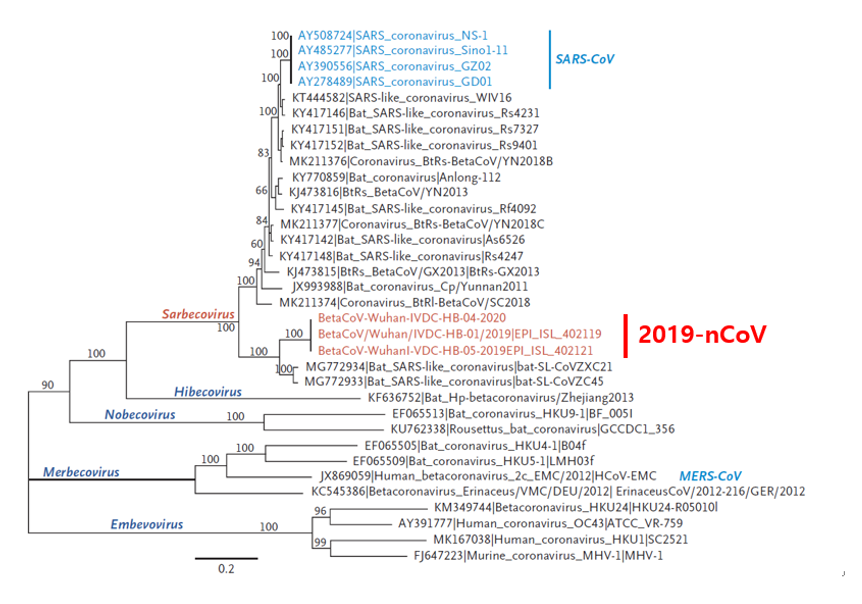 100 AY508724|SARS_coronavirus_NS-1
100 AY485277|SARS_coronavirus_Sino1-11
SARS-CoV
AY390556|SARS_coronavirus_GZ02
100 AY278489|SARS_coronavirus_GD01
KT444582|SARS-like_coronavirus_WIV16
100 KY417146|Bat_SARS-like_coronavirus_Rs4231
KY417151|Bat_SARS-like_coronavirus_Rs7327
KY417152|Bat_SARS-like_coronavirus_Rs9401
83
MK211376|Coronavirus_BtRs-BetaCoV/YN2018B
KY770859|Bat_coronavirus|Anlong-112
66 KJ473816|BtRs_BetaCoV/YN2013
KY417145|Bat_SARS-like_coronavirus_Rf4092
84 MK211377|Coronavirus_BtRs-BetaCoV/YN2018C
60 KY417142|Bat_SARS-like_coronavirus|As6526
KY417148|Bat_SARS-like_coronavirus|Rs4247
94 KJ473815|BtRs_BetaCoV/GX2013|BtRs-GX2013
100 JX993988|Bat_coronavirus_Cp/Yunnan2011
MK211374|Coronavirus_BtRl-BetaCoV/SC2018
Sarbecovirus BetaCoV-Wuhan-IVDC-HB-04-2020
100
100 BetaCoV/Wuhan/IVDC-HB-01/2019|EPI_ISL_402119
2019-nCoV
100 100 BetaCoV-WuhanI-VDC-HB-05-2019EPI_ISL_402121
100 MG772934|Bat_SARS-like_coronavirus|bat-SL-CoVZXC21
MG772933|Bat_SARS-like_coronavirus/bat-SL-CoVZC45
90
Hibecovirus KF636752|Bat_Hp-betacoronavirus/Zhejiang2013
Nobecovirus 100 EF065513|Bat_coronavirus_HKU9-1|BF_005I
KU762338|Rousettus_bat_coronavirus|GCCDC1_356
100 EF065505|Bat_coronavirus_HKU4-1|B04f
100 EF065509|Bat_coronavirus_HKU5-1|LMH03f
Merbecovirus JX869059|Human_betacoronavirus_2c_EMC/2012|HCoV-EMC MERS-CoV
KC545386|Betacoronavirus_Erinaceus/VMC/DEU/2012| ErinaceusCoV/2012-216/GER/2012
96 KM349744|Betacoronavirus_HKU24|HKU24-R05010I
Embevovirus 100 AY391777|Human_coronavirus_OC43|ATCC_VR-759
99 MK167038|Human_coronavirus_HKU1|SC2521
FJ647223|Murine_coronavirus_MHV-1|MHV-1
0.2